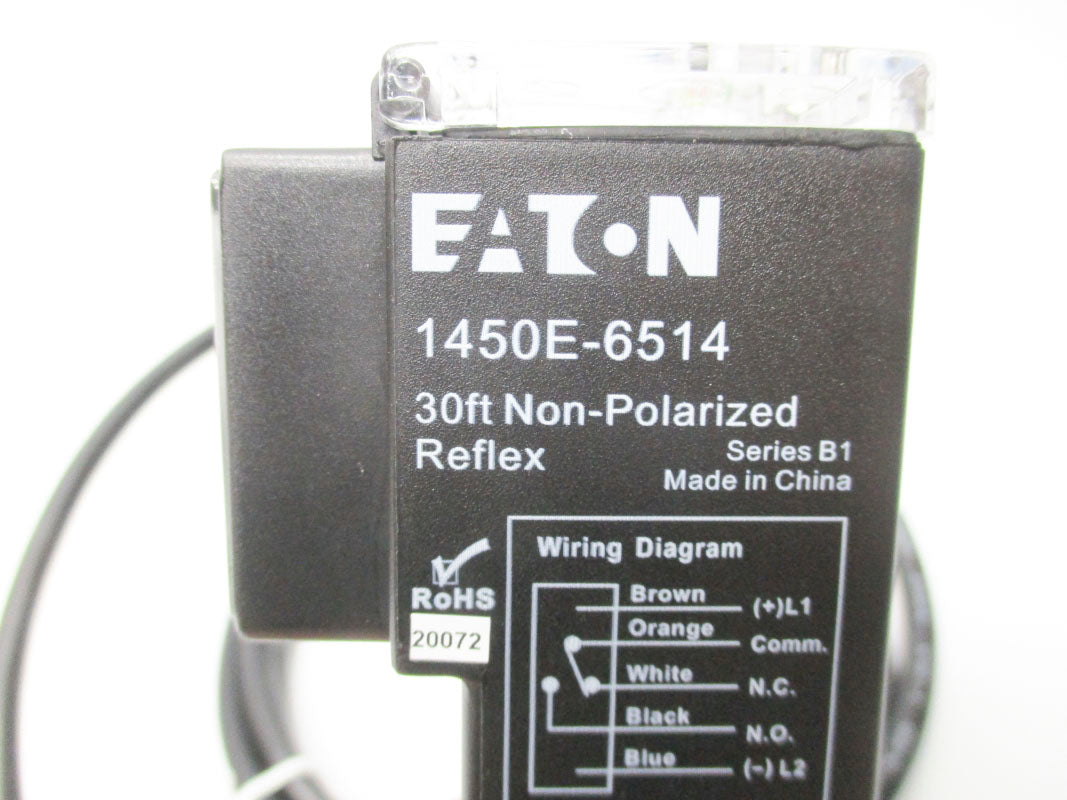 EATON
1450E-6514
30ft Non-Polarized
Reflex
Series B1
Made in China
RoHS
20072
Wiring Diagram
Brown (+)L1
Orange Comm.
White N.C.
Black N.O.
Blue (-) L2